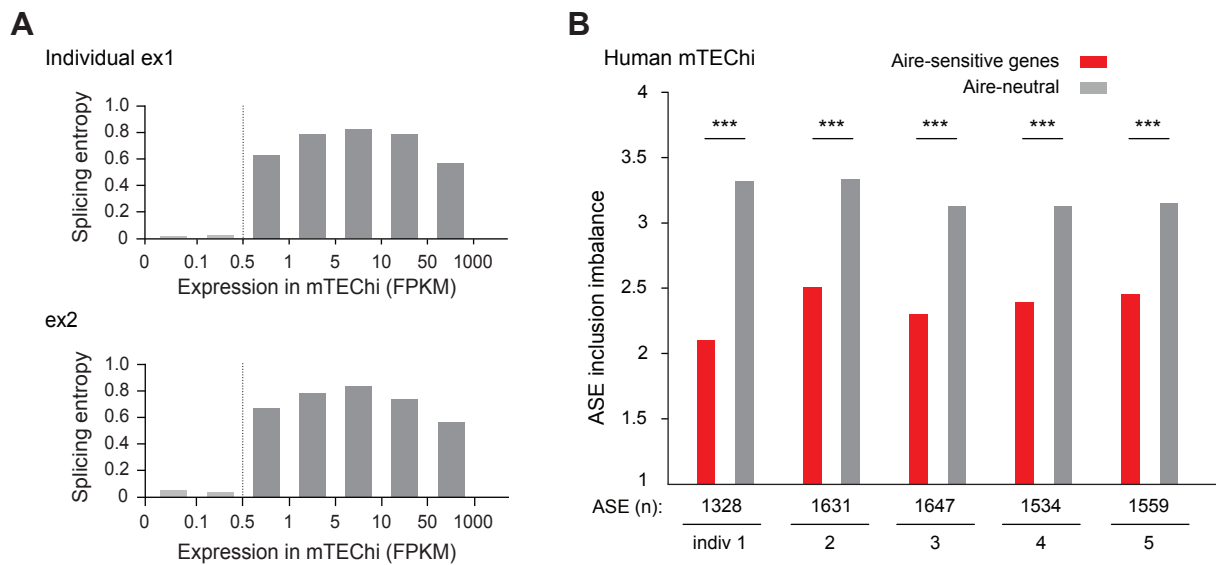 A
Individual ex1
Splicing entropy
1.0
0.8
0.6
0.4
0.2
0
0 0.1 0.5 1 5 10 50 1000
Expression in mTEChi (FPKM)
ex2
Splicing entropy
1.0
0.8
0.6
0.4
0.2
0
0 0.1 0.5 1 5 10 50 1000
Expression in mTEChi (FPKM)
B
Human mTEChi
Aire-sensitive genes
Aire-neutral
ASE inclusion imbalance
4
3.5
3
2.5
2
1.5
1
*** *** *** *** ***
ASE (n): 1328 1631 1647 1534 1559
indiv 1 2 3 4 5